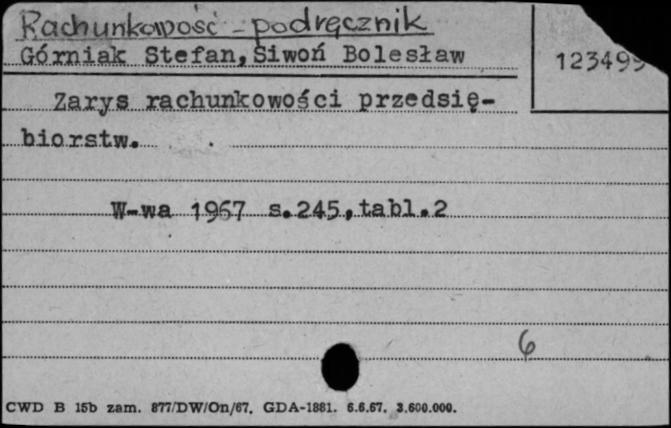 Rachunkowość - podręcznik
Górniak Stefan, Siwoń Bolesław
123499
Zarys rachunkowości przedsię-
biorstw.
W-wa 1967 s.245,tabl.2
6
CWD B 15b zam. 877/DW/On/67. GDA-1881. 6.6.67. 3.600.000.